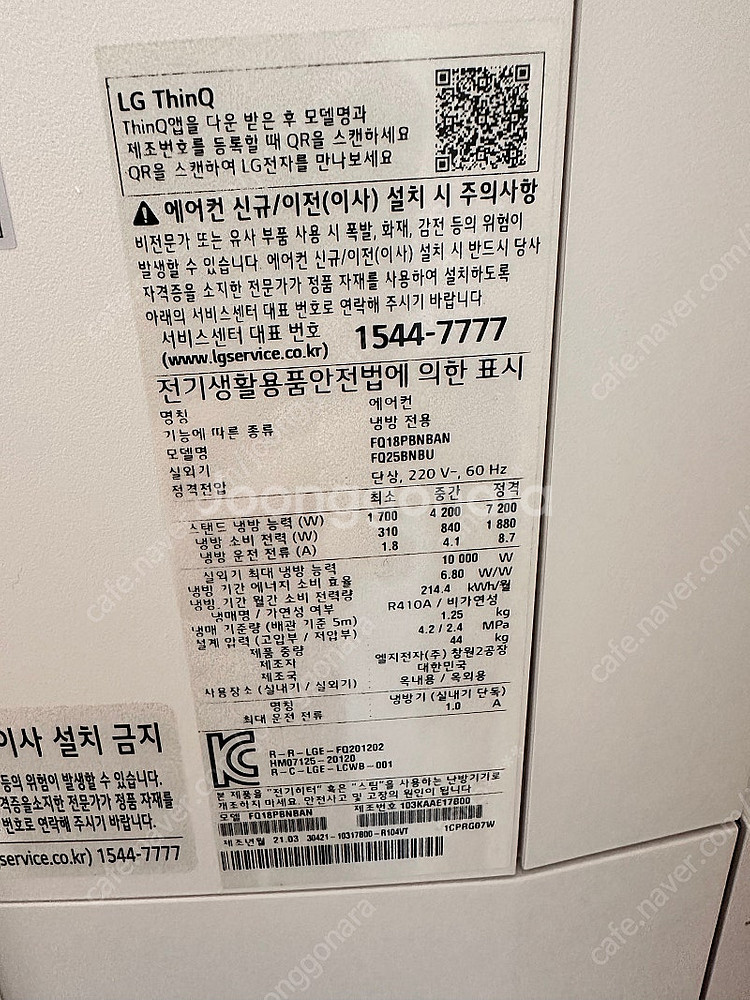 LG ThinQ
ThinQ앱을 다운 받은 후 모델명과
제조번호를 등록할 때 QR을 스캔하세요
QR을 스캔하여 LG전자를 만나보세요
에어컨 신규/이전(이사) 설치 시 주의사항
비전문가 또는 유사 부품 사용 시 폭발, 화재, 감전 등의 위험이
발생할 수 있습니다. 에어컨 신규/이전(이사) 설치 시 반드시 당사
자격증을 소지한 전문가가 정품 자재를 사용하여 설치하도록
아래의 서비스센터 대표 번호로 연락해 주시기 바랍니다
서비스센터 대표 번호 1544-7777
(www.lgservice.co.kr)
전기생활용품안전법에 의한 표시
명칭 에어컨
기능에 따른 종류 냉방 전용
모델명 FQ18PBNBAN
실외기 FQ25BNBU
정격전압 단상, 220 V~, 60 Hz
최소 중간 정격
스탠드 냉방 능력 (W) 1 700 4 200 7 200
냉방 소비 전력 (W) 310 840 1 880
냉방 운전 전류 (A) 1.8 4.1 8.7
실외기 최대 냉방 능력 10 000 W
냉방 기간 에너지 소비 효율 6.80 W/W
냉방 기간 월간 소비 전력량 214.4 kWh/월
냉매명 / 가연성 여부 R410A / 비가연성
냉매 기준량 (배관 기준 5m) 1.25 kg
설계 압력 (고압부 / 저압부) 4.2 / 2.4 MPa
제품 중량 44 kg
제조자 엘지전자(주) 창원2공장
제조국 대한민국
사용장소 (실내기 / 실외기) 옥내용 / 옥외용
명칭 냉방기 (실내기 단독)
최대 운전 전류 1.0 A
R-R-LGE-FQ201202
HM07125-20120
R-C-LGE-LCWB-001
본 제품을 "전기히터" 혹은 "스팀"을 사용하는 난방기기로
개조하지 마세요. 안전사고 및 고장의 원인이 됩니다
모델 FQ18PBNBAN 제조번호 103KAAE17B00
1CPRG07W
제조년월 21.03 30421-10317B00-R104VT
이사 설치 금지
등의 위험이 발생할 수 있습니다.
격증을소지한 전문가가 정품 자재를
번호로 연락해 주시기 바랍니다.
service.co.kr) 1544-7777
joonggonara
cafe.naver.com/
cafe.naver.com